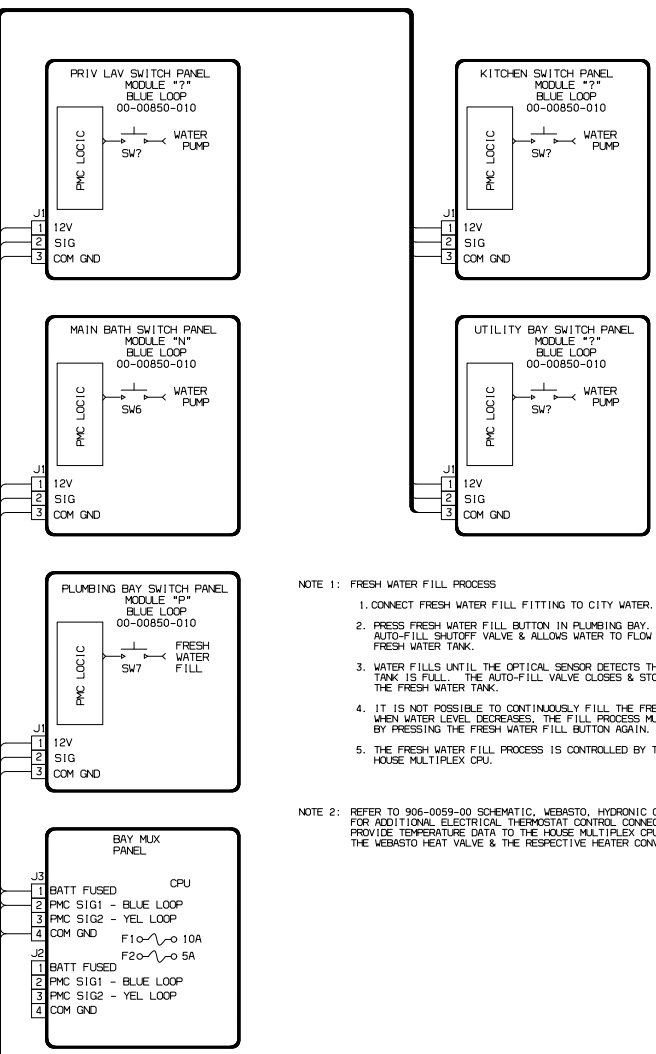 PRIV LAV SWITCH PANEL
MODULE "?"
BLUE LOOP
00-00850-010
PMC LOGIC
SW?
WATER
PUMP
J1
1 12V
2 SIG
3 COM GND
KITCHEN SWITCH PANEL
MODULE "?"
BLUE LOOP
00-00850-010
PMC LOGIC
SW?
WATER
PUMP
J1
1 12V
2 SIG
3 COM GND
MAIN BATH SWITCH PANEL
MODULE "N"
BLUE LOOP
00-00850-010
PMC LOGIC
SW6
WATER
PUMP
J1
1 12V
2 SIG
3 COM GND
UTILITY BAY SWITCH PANEL
MODULE "?"
BLUE LOOP
00-00850-010
PMC LOGIC
SW?
WATER
PUMP
J1
1 12V
2 SIG
3 COM GND
PLUMBING BAY SWITCH PANEL
MODULE "P"
BLUE LOOP
00-00850-010
PMC LOGIC
SW7
FRESH
WATER
FILL
J1
1 12V
2 SIG
3 COM GND
NOTE 1: FRESH WATER FILL PROCESS
1. CONNECT FRESH WATER FILL FITTING TO CITY WATER.
2. PRESS FRESH WATER FILL BUTTON IN PLUMBING BAY.
AUTO-FILL SHUTOFF VALVE & ALLOWS WATER TO FLOW
FRESH WATER TANK.
3. WATER FILLS UNTIL THE OPTICAL SENSOR DETECTS
TANK IS FULL. THE AUTO-FILL VALVE CLOSES &
THE FRESH WATER TANK.
4. IT IS NOT POSSIBLE TO CONTINUOUSLY FILL THE
WHEN WATER LEVEL DECREASES, THE FILL PROCESS
BY PRESSING THE FRESH WATER FILL BUTTON AGAIN.
5. THE FRESH WATER FILL PROCESS IS CONTROLLED BY
HOUSE MULTIPLEX CPU.
NOTE 2: REFER TO 906-0059-00 SCHEMATIC, WEBASTO, HYDRONIC
FOR ADDITIONAL ELECTRICAL THERMOSTAT CONTROL
PROVIDE TEMPERATURE DATA TO THE HOUSE MULTIPLEX
THE WEBASTO HEAT VALVE & THE RESPECTIVE HEATER
BAY MUX
PANEL
CPU
J3
1 BATT FUSED
2 PMC SIG1 - BLUE LOOP
3 PMC SIG2 - YEL LOOP
4 COM GND
F1 10A
F2 5A
J2
1 BATT FUSED
2 PMC SIG1 - BLUE LOOP
3 PMC SIG2 - YEL LOOP
4 COM GND